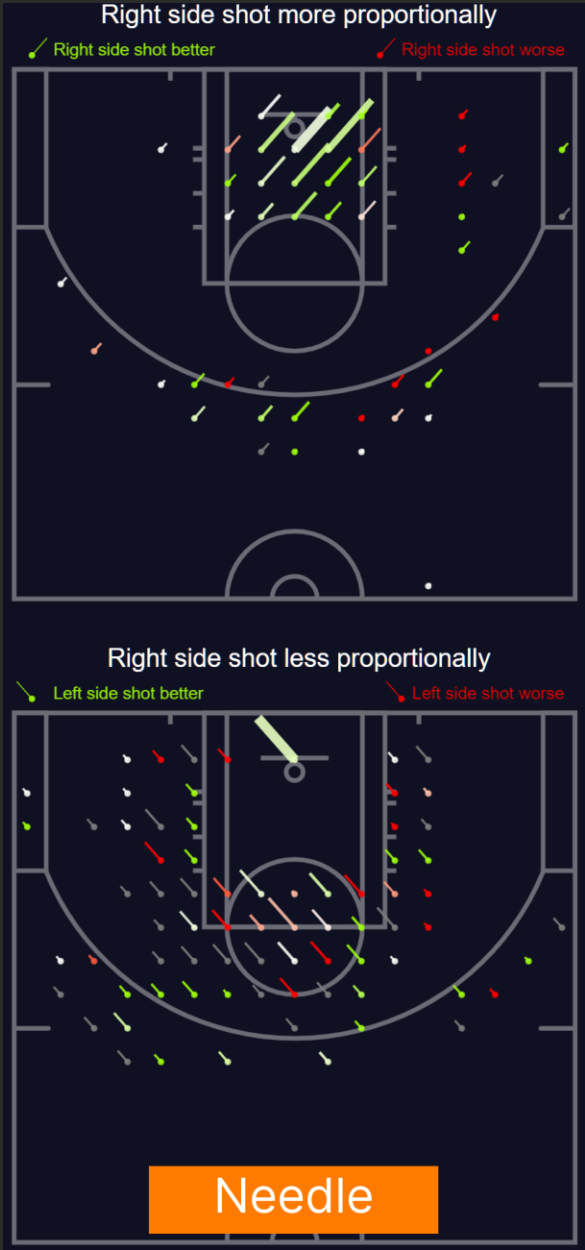 Right side shot more proportionally
Right side shot better
Right side shot worse
Right side shot less proportionally
Left side shot better
Left side shot worse
Needle